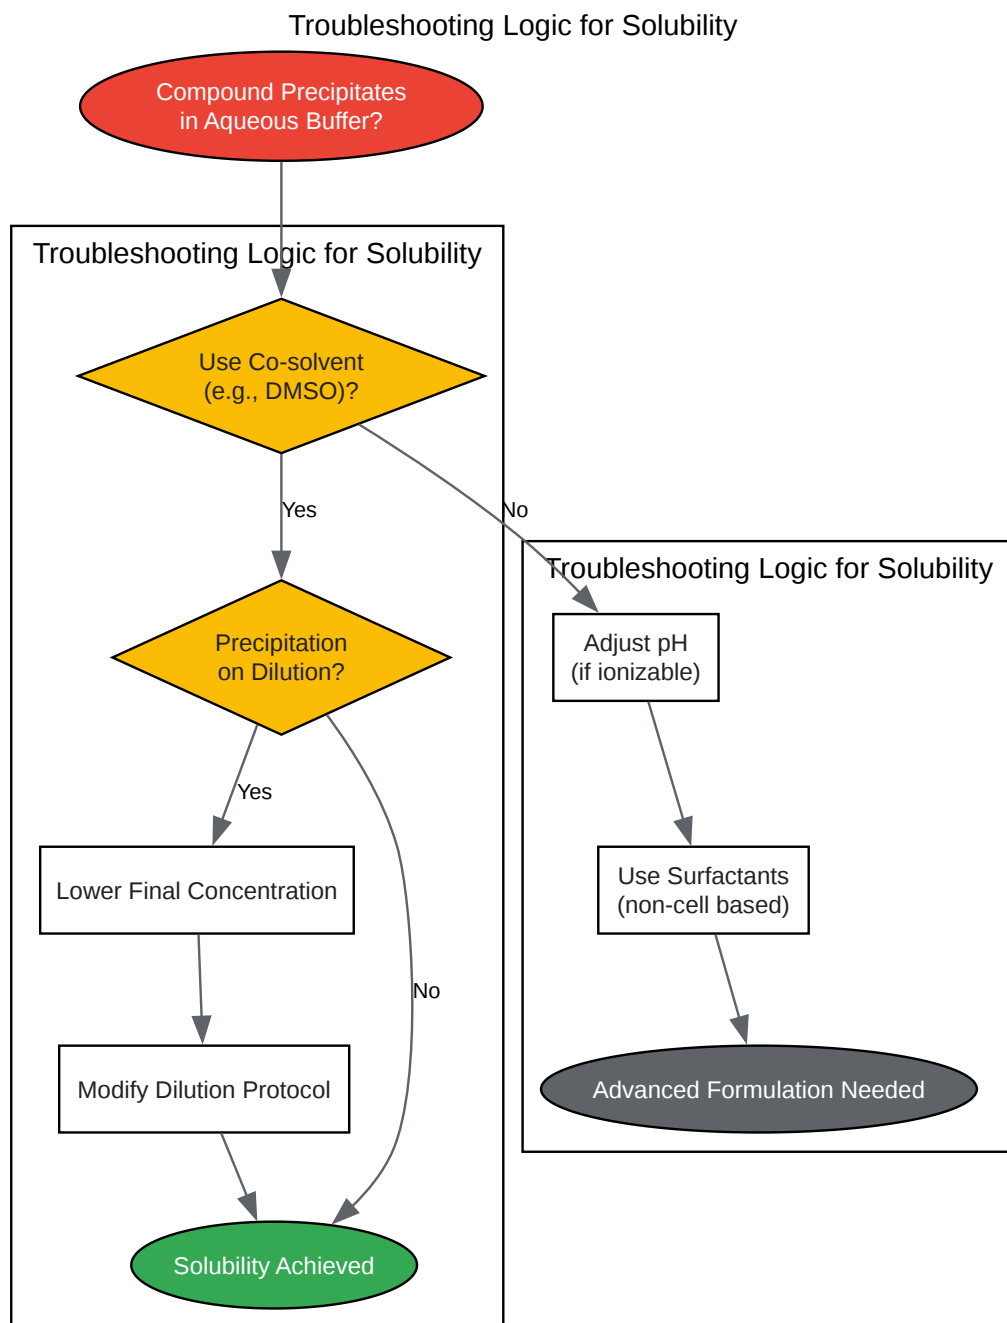 Troubleshooting Logic for Solubility
Compound Precipitates
in Aqueous Buffer?
Troubleshooting Logic for Solubility
Use Co-solvent
(e.g., DMSO)?
Yes
No
Troubleshooting Logic for Solubility
Precipitation
on Dilution?
Adjust pH
(if ionizable)
Yes
Lower Final Concentration
Use Surfactants
(non-cell based)
No
Modify Dilution Protocol
Advanced Formulation Needed
Solubility Achieved